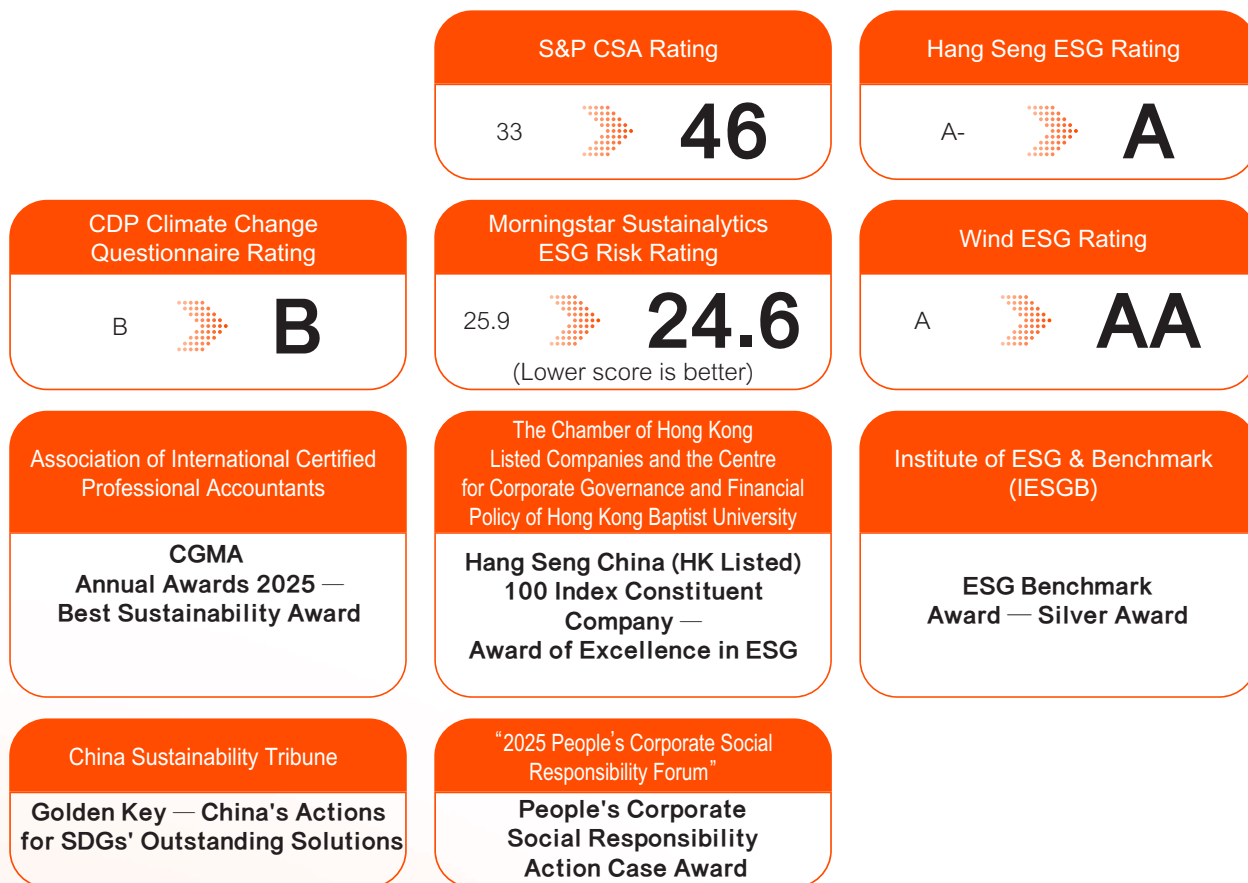 S&P CSA Rating
33
46
Hang Seng ESG Rating
A-
A
CDP Climate Change
Questionnaire Rating
B
B
Morningstar Sustainalytics
ESG Risk Rating
25.9
24.6
(Lower score is better)
Wind ESG Rating
A
AA
Association of International Certified
Professional Accountants
CGMA
Annual Awards 2025 —
Best Sustainability Award
The Chamber of Hong Kong
Listed Companies and the Centre
for Corporate Governance and Financial
Policy of Hong Kong Baptist University
Hang Seng China (HK Listed)
100 Index Constituent
Company —
Award of Excellence in ESG
Institute of ESG & Benchmark
(IESGB)
ESG Benchmark
Award — Silver Award
China Sustainability Tribune
Golden Key — China's Actions
for SDGs' Outstanding Solutions
“2025 People’s Corporate Social
Responsibility Forum”
People's Corporate
Social Responsibility
Action Case Award